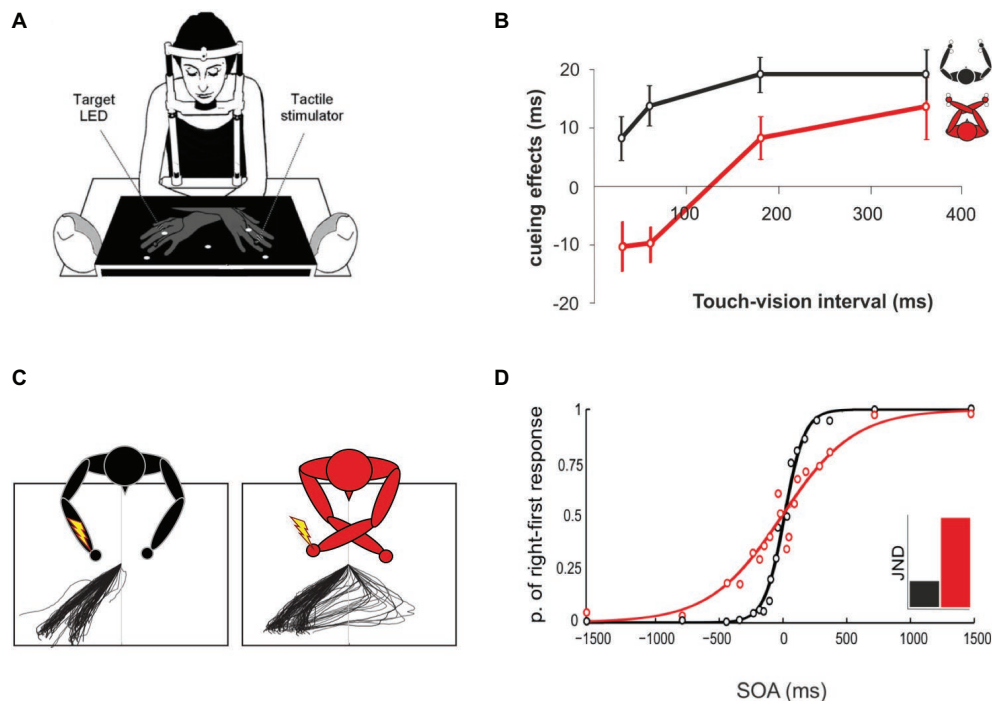 A
Target
LED
Tactile
stimulator
B
cueing effects (ms)
20
10
0
-10
-20
100
200
300
400
Touch-vision interval (ms)
C
D
p. of right-first response
1
0.75
0.5
0.25
0
−1500
−1000
−500
0
500
1000
1500
SOA (ms)
JND